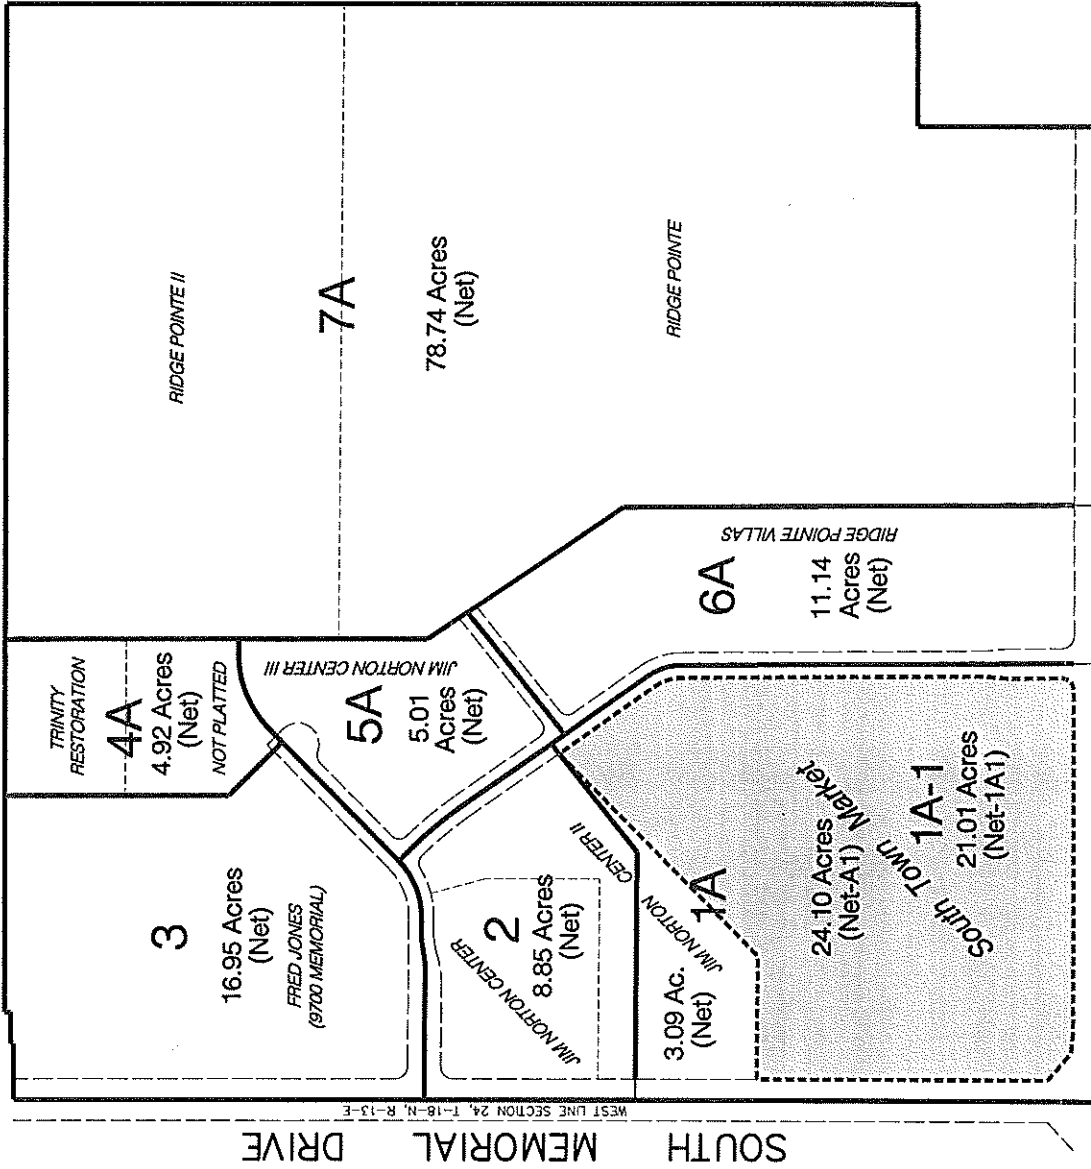 RIDGE POINTE II
7A
78.74 Acres
(Net)
RIDGE POINTE
TRINITY
RESTORATION
4A
4.92 Acres
(Net)
NOT PLATTED
JIM NORTON CENTER III
5A
5.01
Acres
(Net)
RIDGE POINTE VILLAS
6A
11.14
Acres
(Net)
3
16.95 Acres
(Net)
FRED JONES
(9700 MEMORIAL)
JIM NORTON CENTER
2
8.85 Acres
(Net)
JIM NORTON CENTER II
1A
3.09 Ac.
(Net)
24.10 Acres
(Net-A1)
South Town Market
1A-1
21.01 Acres
(Net-1A1)
WEST LINE SECTION 24, T-18-N, R-13-E
SOUTH MEMORIAL DRIVE